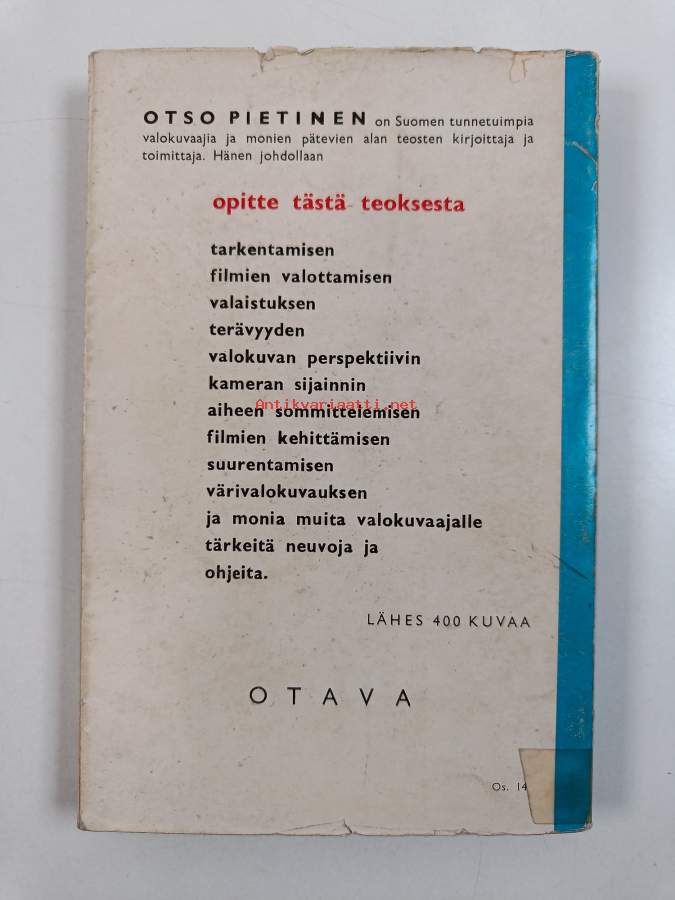 OTSO PIETINEN on Suomen tunnetuimpia
valokuvaajia ja monien pätevien alan teosten kirjoittaja ja
toimittaja. Hänen johdollaan
opitte tästä teoksesta
tarkentamisen
filmien valottamisen
valaistuksen
terävyyden
valokuvan perspektiivin
kameran sijainnin
Antikvariaatti.net
aiheen sommittelemisen
filmien kehittämisen
suurentamisen
värivalokuvauksen
ja monia muita valokuvaajalle
tärkeitä neuvoja ja
ohjeita.
LÄHES 400 KUVAA
OTAVA
Os. 14